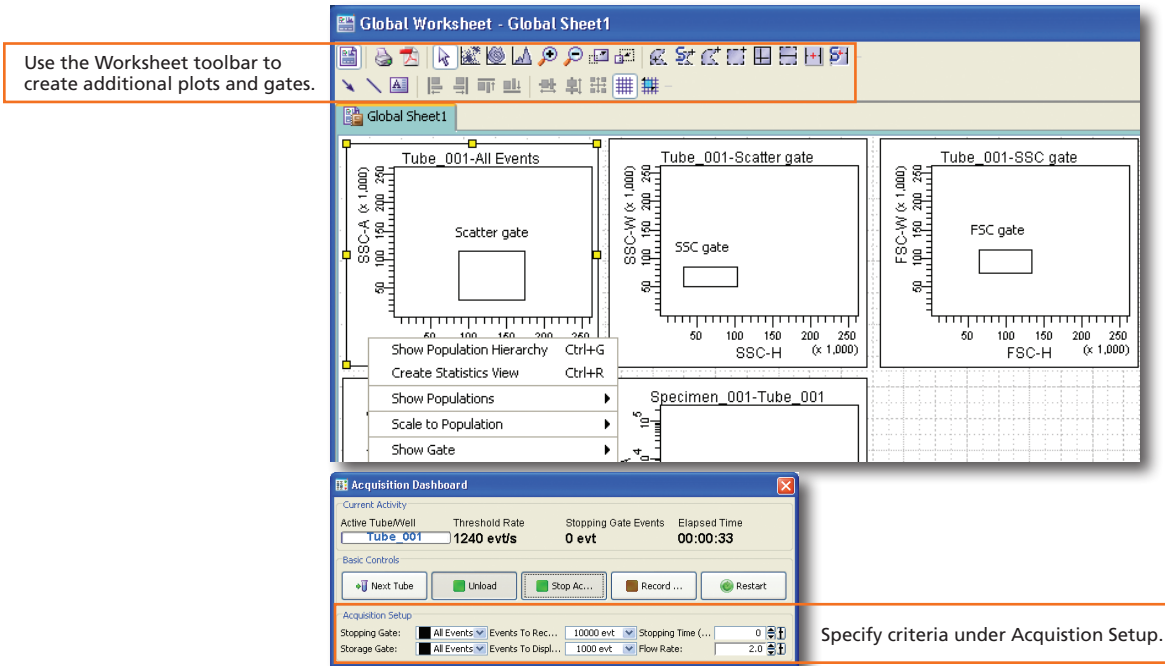 Global Worksheet - Global Sheet1
Use the Worksheet toolbar to
create additional plots and gates.
Global Sheet1
Tube_001-All Events
SSC-A (x 1,000)
50 100 150 200 250
Scatter gate
50 100 150 200 250
Tube_001-Scatter gate
SSC-W (x 1,000)
50 100 150 200 250
SSC gate
50 100 150 200 250
SSC-H (x 1,000)
Tube_001-SSC gate
FSC-W (x 1,000)
50 100 150 200 250
FSC gate
50 100 150 200 250
FSC-H (x 1,000)
Show Population Hierarchy Ctrl+G
Create Statistics View Ctrl+R
Show Populations
Scale to Population
Show Gate
Specimen_001-Tube_001
10^5
Acquisition Dashboard
Current Activity
Active Tube/Well Threshold Rate Stopping Gate Events Elapsed Time
Tube_001 1240 evt/s 0 evt 00:00:33
Basic Controls
Next Tube Unload Stop Ac... Record ... Restart
Acquisition Setup
Stopping Gate: All Events Events To Rec... 10000 evt Stopping Time (... 0
Storage Gate: All Events Events To Displ... 1000 evt Flow Rate: 2.0
Specify criteria under Acquistion Setup.